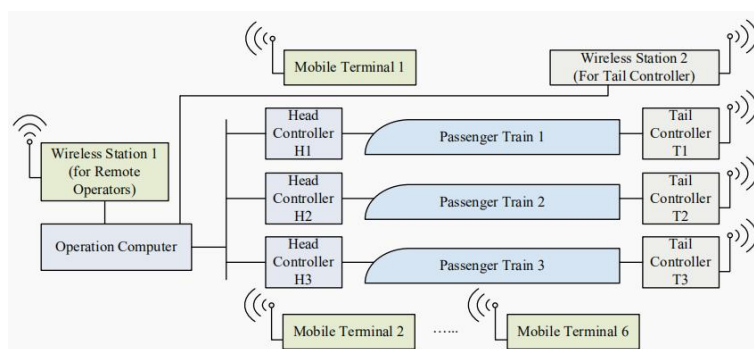 Mobile Terminal 1
Wireless Station 2
(For Tail Controller)
Head
Controller
H1
Passenger Train 1
Tail
Controller
T1
Wireless Station 1
(for Remote
Operators)
Head
Controller
H2
Passenger Train 2
Tail
Controller
T2
Operation Computer
Head
Controller
H3
Passenger Train 3
Tail
Controller
T3
Mobile Terminal 2
......
Mobile Terminal 6